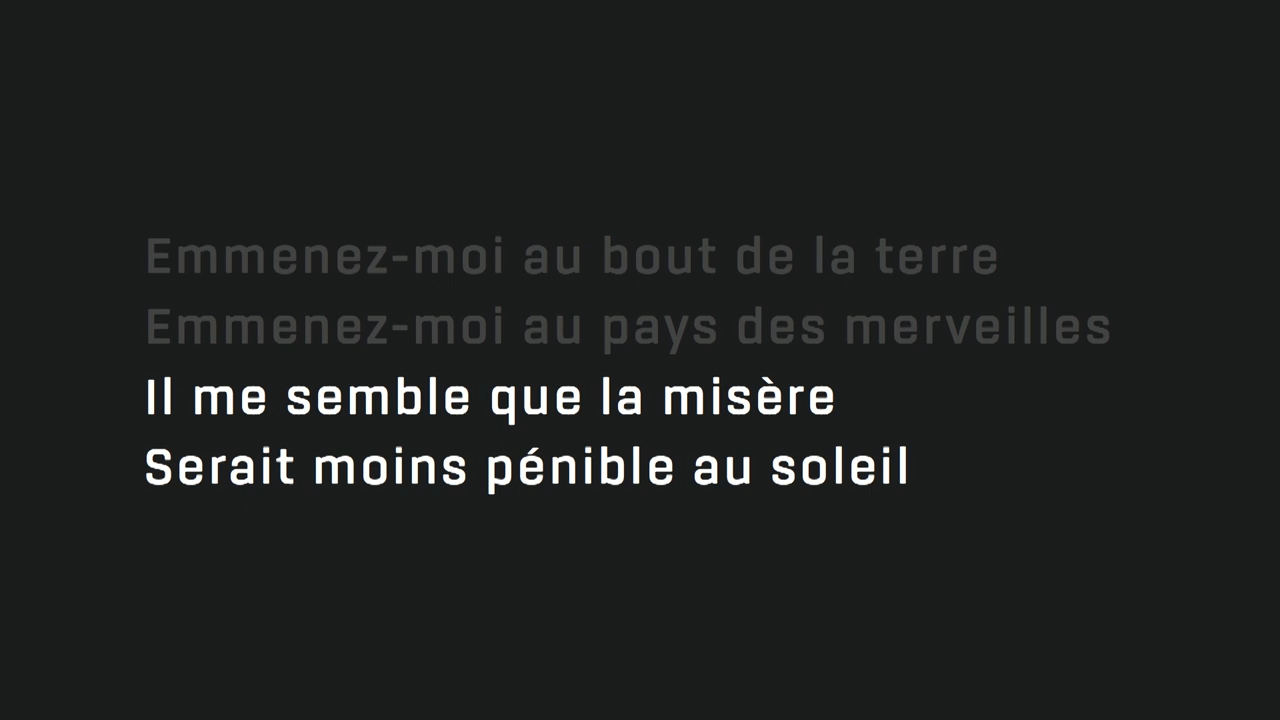 Emmenez-moi au bout de la terre
Emmenez-moi au pays des merveilles
Il me semble que la misère
Serait moins pénible au soleil